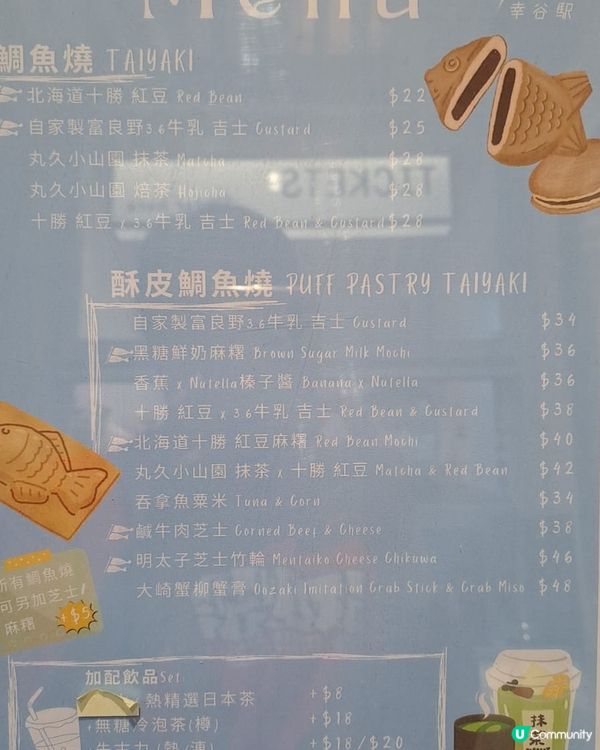 Menu
幸谷駅
鯛魚燒 TAIYAKI
北海道十勝 紅豆 Red Bean $22
自家製富良野3.6牛乳 吉士 Custard $25
丸久小山園 抹茶 Matcha $28
丸久小山園 焙茶 Hojicha $28
十勝 紅豆 x 3.6牛乳 吉士 Red Bean & Custard $28
TICKETS
酥皮鯛魚燒 PUFF PASTRY TAIYAKI
自家製富良野3.6牛乳 吉士 Custard $34
黑糖鮮奶麻糬 Brown Sugar Milk Mochi $36
香蕉 x Nutella榛子醬 Banana x Nutella $36
十勝 紅豆 x 3.6牛乳 吉士 Red Bean & Custard $38
北海道十勝 紅豆麻糬 Red Bean Mochi $40
丸久小山園 抹茶 x 十勝 紅豆 Matcha & Red Bean $42
吞拿魚粟米 Tuna & Corn $34
鹹牛肉芝士 Corned Beef & Cheese $38
明太子芝士竹輪 Mentaiko Cheese Chikuwa $46
大崎蟹柳蟹膏 Oozaki Imitation Crab Stick & Crab Miso $48
所有鯛魚燒
可另加芝士/
麻糬 +$5
加配飲品Set
熱精選日本茶 +$8
+無糖冷泡茶(樽) +$18
+$18/$20
抹茶
U Community